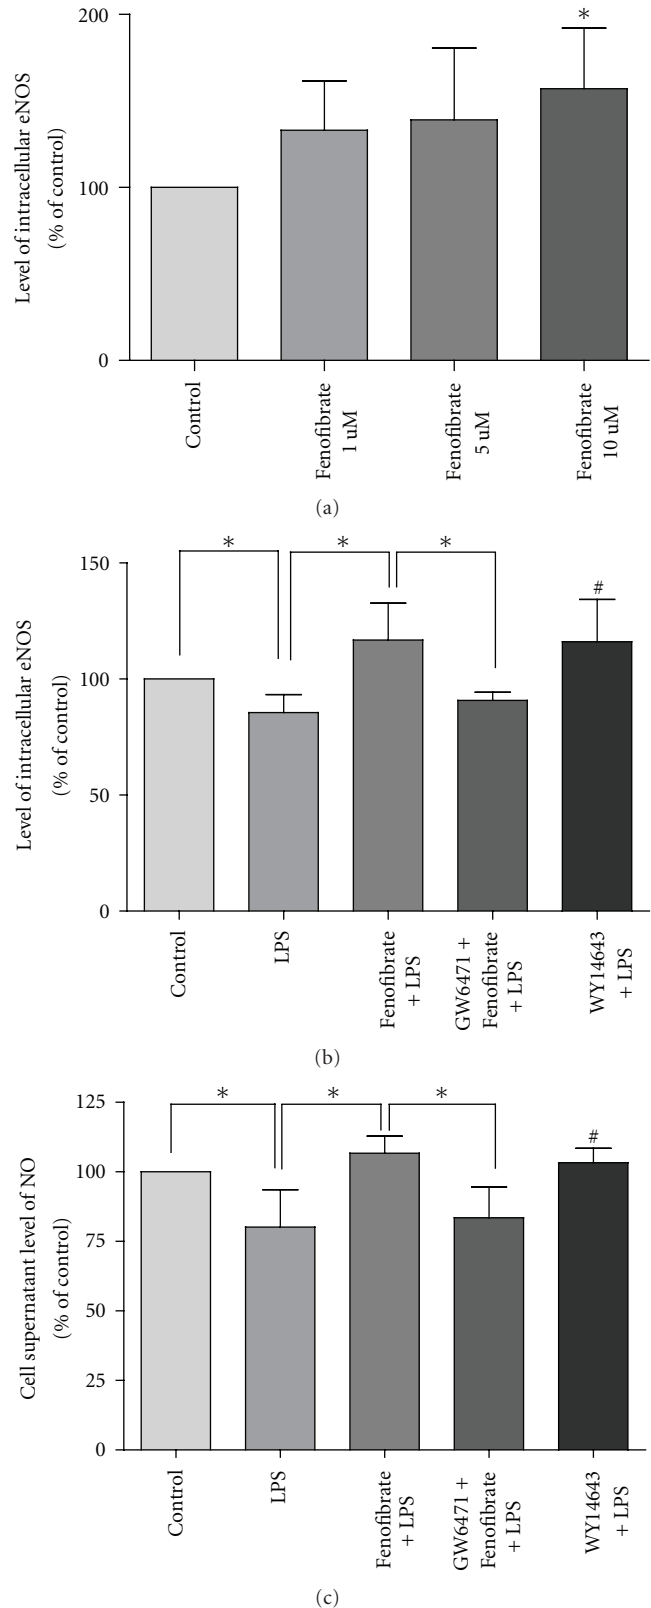 *
200
100
0
Level of intracellular eNOS
(% of control)
Control
Fenofibrate
1 uM
Fenofibrate
5 uM
Fenofibrate
10 uM
(a)
* * *
#
150
100
50
0
Level of intracellular eNOS
(% of control)
Control
LPS
Fenofibrate
+ LPS
GW6471 +
Fenofibrate
+ LPS
WY14643
+ LPS
(b)
* * *
#
125
100
75
50
25
0
Cell supernatant level of NO
(% of control)
Control
LPS
Fenofibrate
+ LPS
GW6471 +
Fenofibrate
+ LPS
WY14643
+ LPS
(c)